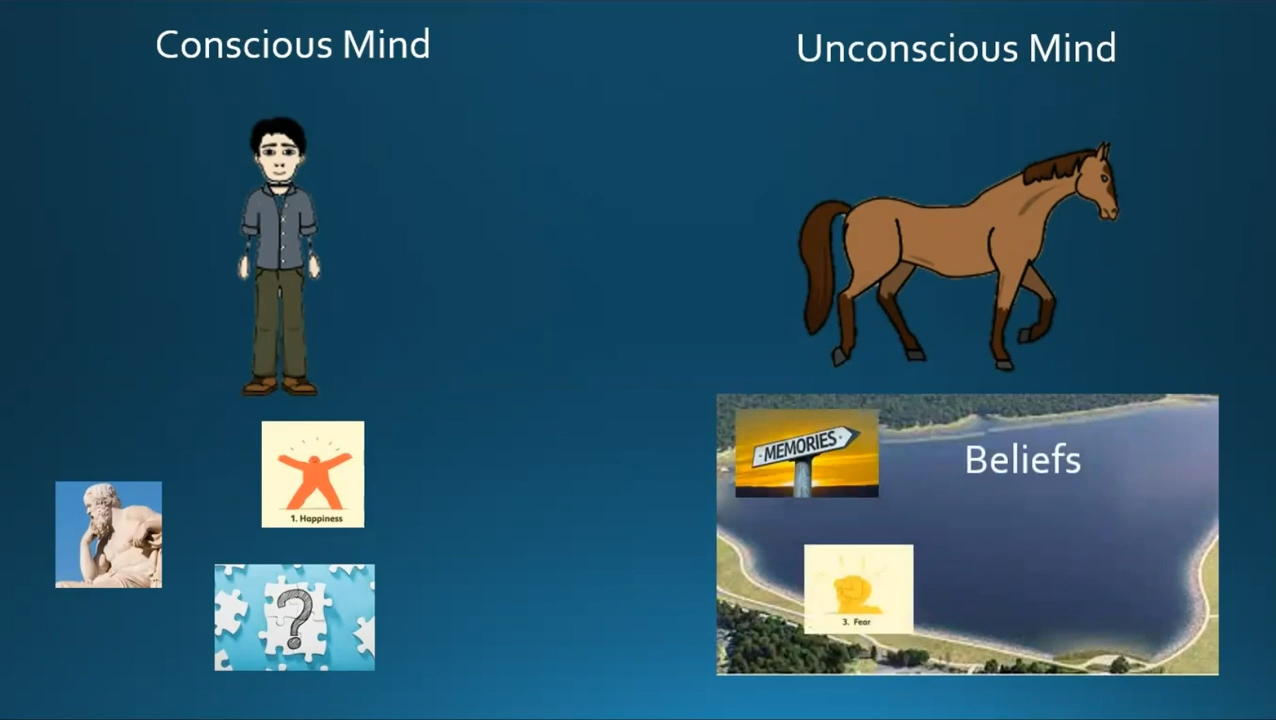 Conscious Mind
Unconscious Mind
MEMORIES
Beliefs
1. Happiness
3. Fear
?